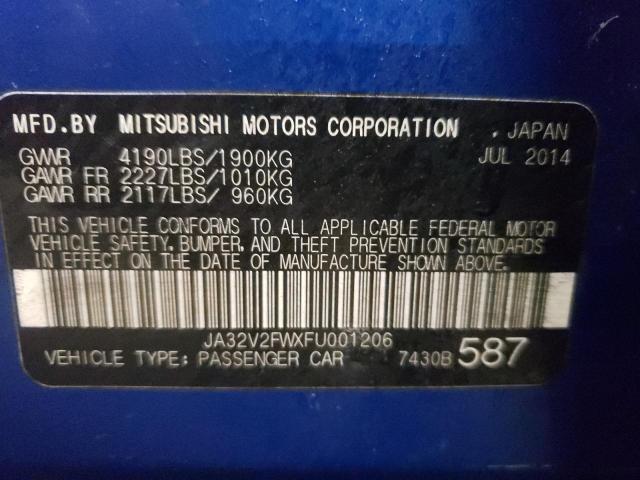 MFD.BY MITSUBISHI MOTORS CORPORATION , JAPAN
GVWR 4190LBS/1900KG JUL 2014
GAWR FR 2227LBS/1010KG
GAWR RR 2117LBS/ 960KG
THIS VEHICLE CONFORMS TO ALL APPLICABLE FEDERAL MOTOR
VEHICLE SAFETY, BUMPER, AND THEFT PREVENTION STANDARDS
IN EFFECT ON THE DATE OF MANUFACTURE SHOWN ABOVE.
JA32V2FWXFU001206
VEHICLE TYPE: PASSENGER CAR 7430B 587